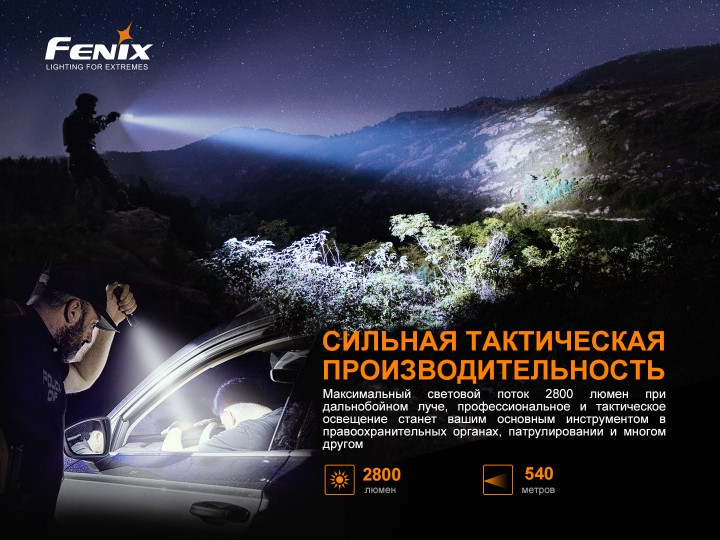 FENIX
LIGHTING FOR EXTREMES
СИЛЬНАЯ ТАКТИЧЕСКАЯ
ПРОИЗВОДИТЕЛЬНОСТЬ
Максимальный световой поток 2800 люмен при
дальнобойном луче, профессиональное и тактическое
освещение станет вашим основным инструментом в
правоохранительных органах, патрулировании и многом
другом
2800
люмен
540
метров